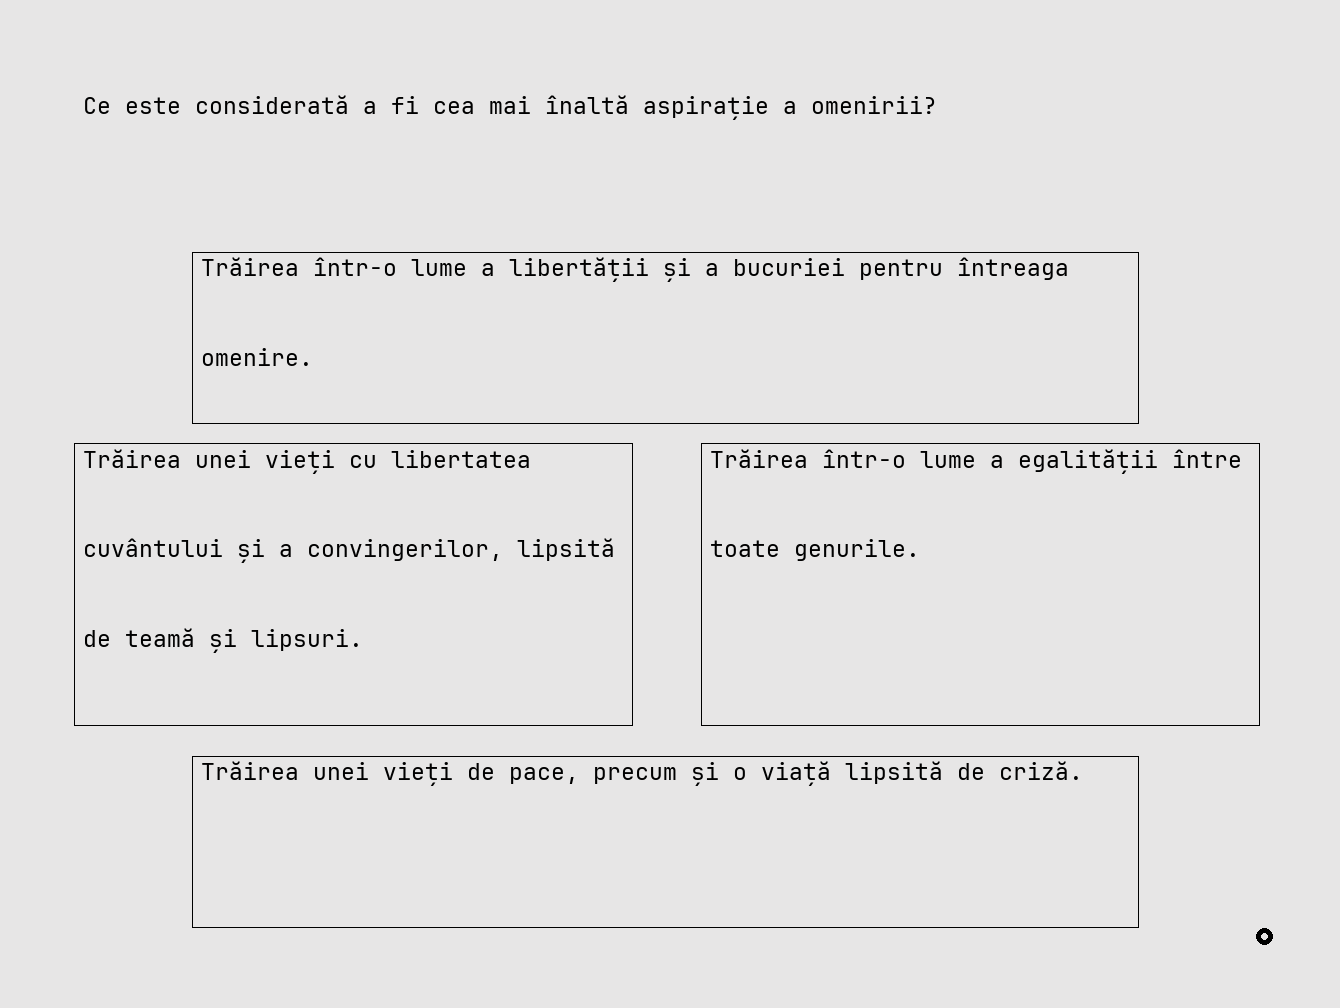 Ce este considerată a fi cea mai înaltă aspirație a omenirii?
Trăirea într-o lume a libertății și a bucuriei pentru întreaga
omenire.
Trăirea unei vieți cu libertatea
cuvântului și a convingerilor, lipsită
de teamă și lipsuri.
Trăirea într-o lume a egalității între
toate genurile.
Trăirea unei vieți de pace, precum și o viață lipsită de criză.